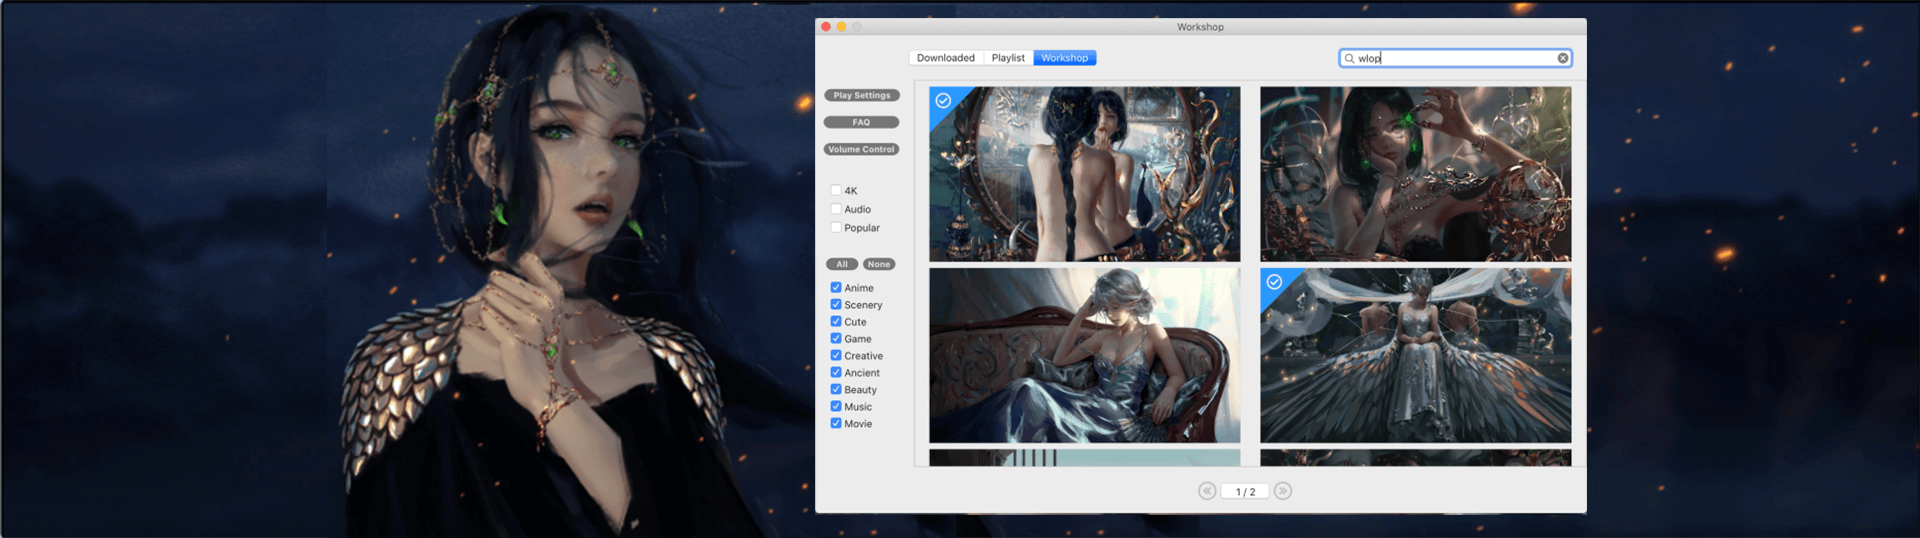 Workshop
Downloaded Playlist Workshop
wlop
Play Settings
FAQ
Volume Control
4K
Audio
Popular
All None
Anime
Scenery
Cute
Game
Creative
Ancient
Beauty
Music
Movie
1 / 2